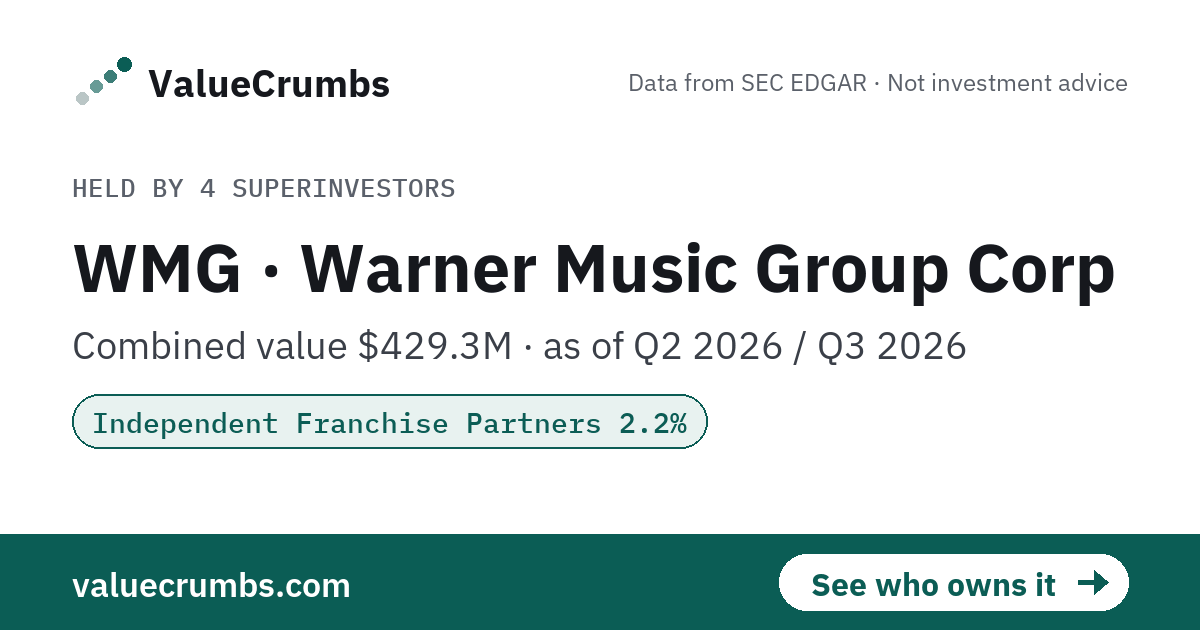 ValueCrumbs
Data from SEC EDGAR · Not investment advice
HELD BY 4 SUPERINVESTORS
WMG · Warner Music Group Corp
Combined value $429.3M · as of Q2 2026 / Q3 2026
Independent Franchise Partners 2.2%
valuecrumbs.com
See who owns it →